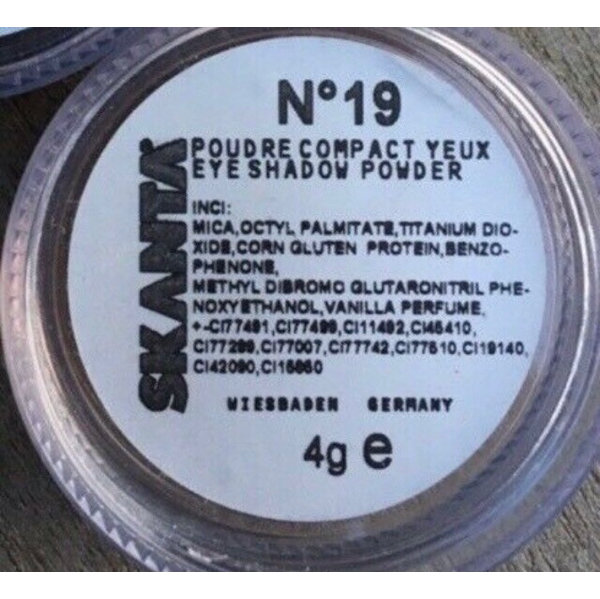 N°19
SKANTA®
POUDRE COMPACT YEUX
EYE SHADOW POWDER
INCI:
MICA,OCTYL PALMITATE,TITANIUM DIO-
XIDE,CORN GLUTEN PROTEIN,BENZO-
PHENONE,
METHYL DIBROMO GLUTARONITRIL PHE-
NOXYETHANOL,VANILLA PERFUME,
+-CI77491,CI77499,CI11492,CI45410,
CI77289,CI77007,CI77742,CI77510,CI19140,
CI42090,CI15850
WIESBADEN GERMANY
4g e